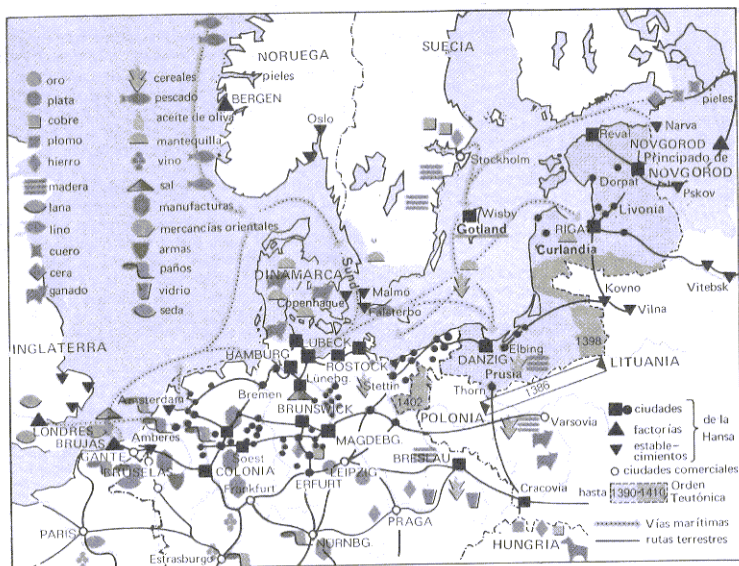 oro
plata
cobre
plomo
hierro
madera
lana
lino
cuero
cera
ganado
cereales
pescado
aceite de oliva
mantequilla
vino
sal
manufacturas
mercancías orientales
armas
paños
vidrio
seda
NORUEGA
pieles
BERGEN
Oslo
SUECIA
Stockholm
Wisby
Gotland
pieles
Reval
Narva
NOVGOROD
Principado de
NOVGOROD
Dorpat
Pskov
Livonia
RIGA
Curlandia
Kovno
Vitebsk
Vilna
DINAMARCA
Sund
Copenhague
Malmö
Falsterbo
INGLATERRA
LUBECK
HAMBURG
ROSTOCK
Lünebg.
Stettin
DANZIG
Elbing
Prusia
1398
LITUANIA
Bremen
Amsterdam
Thorn
1386
1402
POLONIA
Varsovia
LONDRES
BRUJAS
Amberes
GANTE
BRUSELAS
BRUNSWICK
MAGDEBG.
Soest
COLONIA
LEIPZIG
ERFURT
BRESLAU
Frankfurt
Cracovia
PARIS
Estrasburgo
NÜRNBG.
PRAGA
HUNGRIA
ciudades
factorías
estable-
cimientos
de la
Hansa
ciudades comerciales
hasta 1390-1410 Orden
Teutónica
Vías marítimas
rutas terrestres